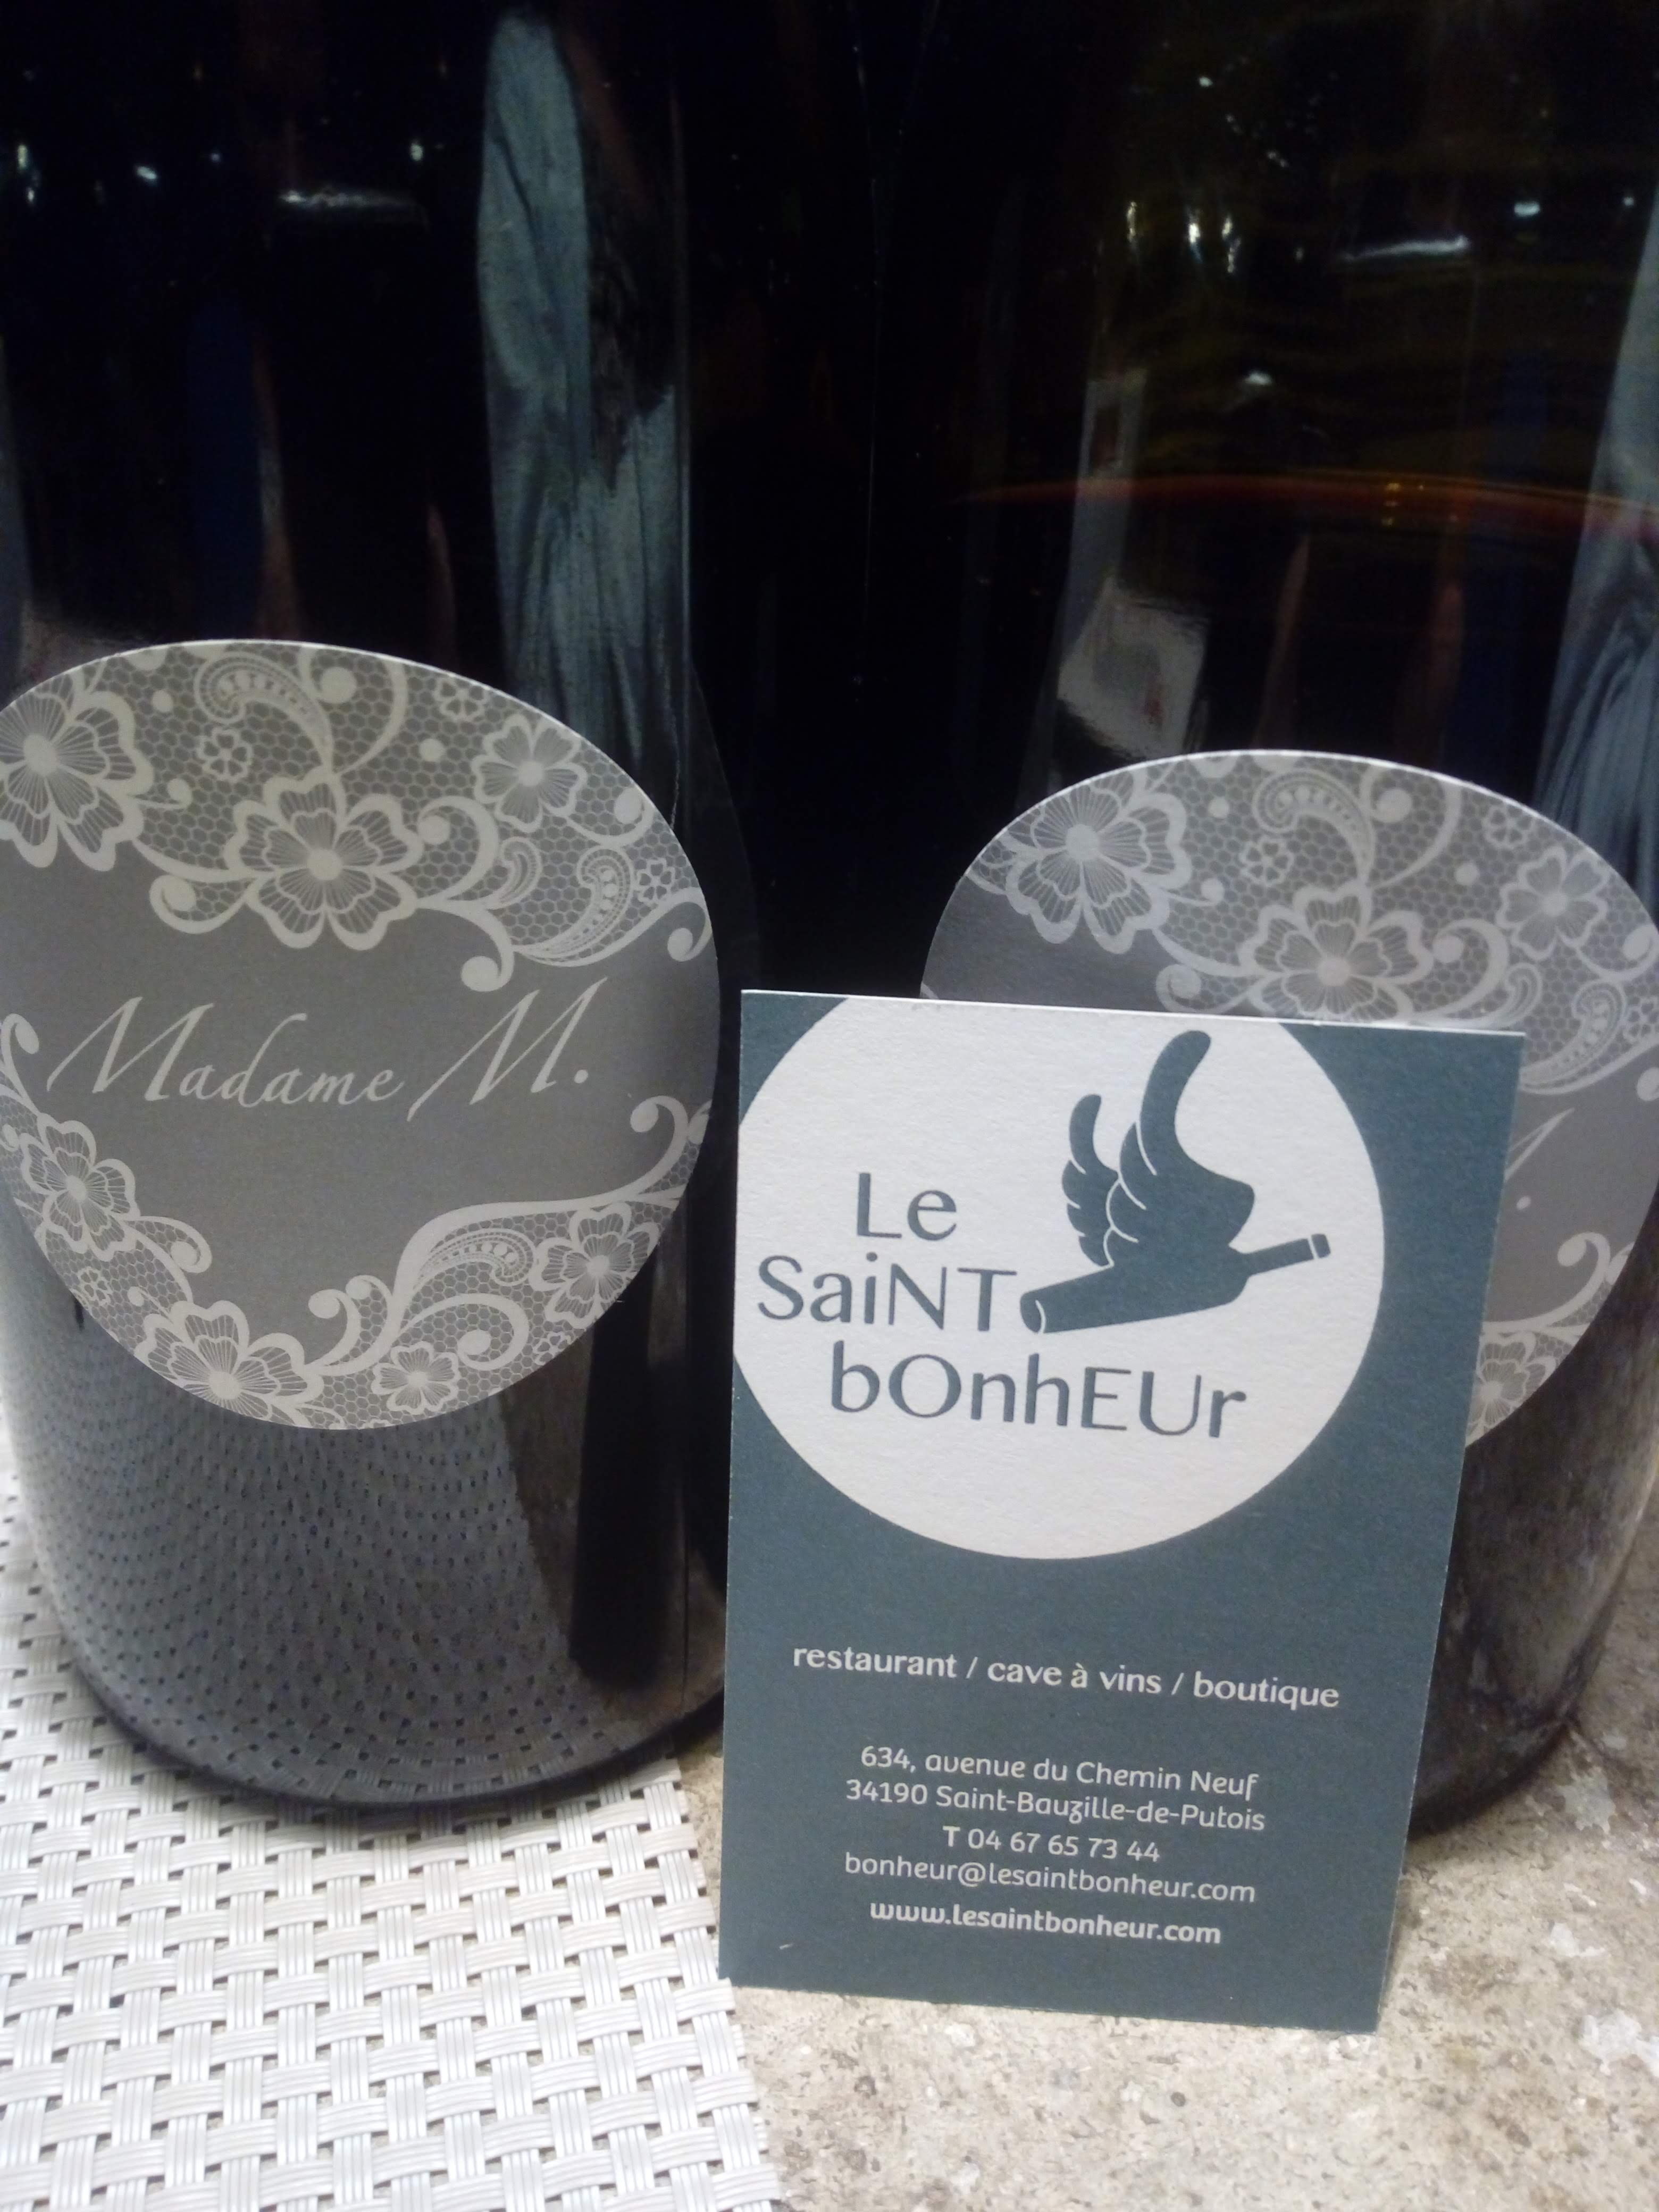 Madame M.
Le
SaiNT
bOnhEUr
restaurant / cave à vins / boutique
634, avenue du Chemin Neuf
34190 Saint-Bauzille-de-Putois
T 04 67 65 73 44
bonheur@lesaintbonheur.com
www.lesaintbonheur.com